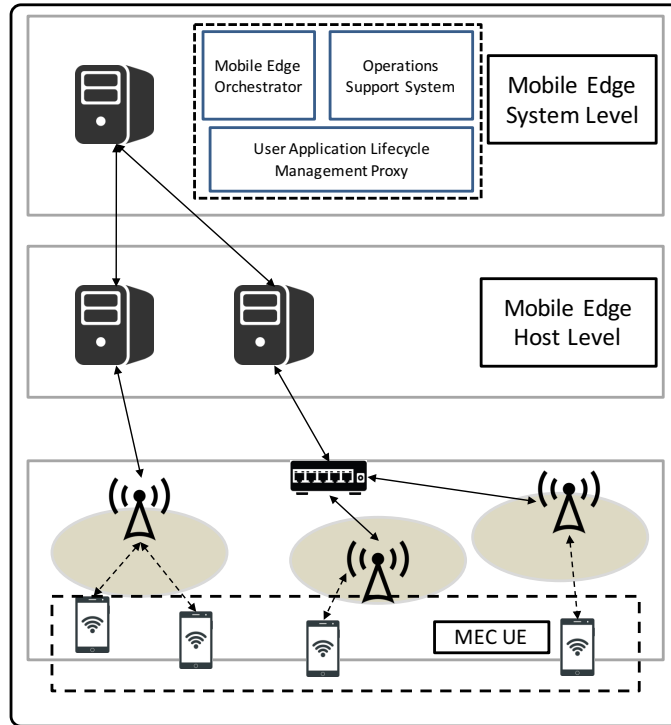 Mobile Edge
Orchestrator
Operations
Support System
User Application Lifecycle
Management Proxy
Mobile Edge
System Level
Mobile Edge
Host Level
MEC UE